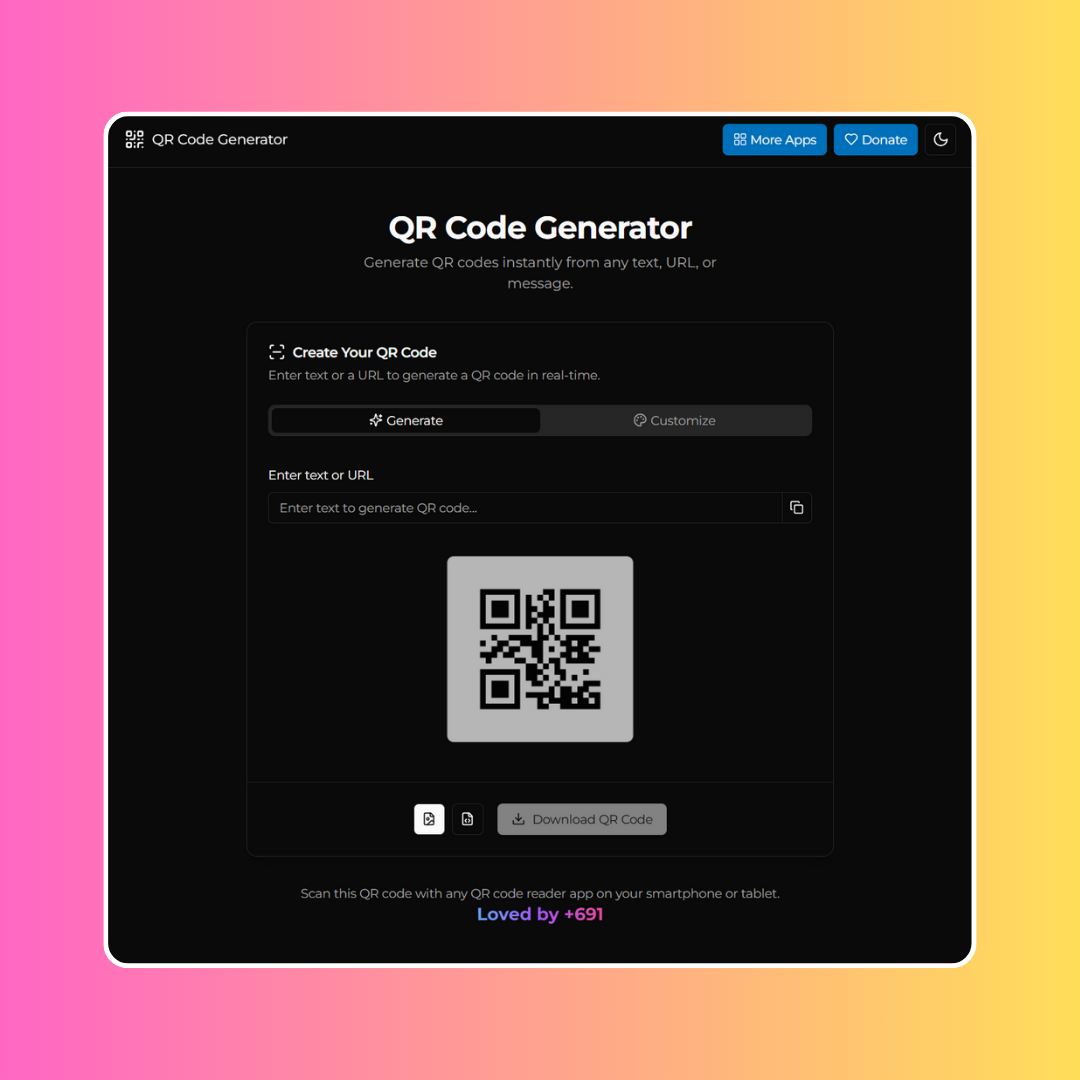 QR Code Generator
More Apps
Donate
QR Code Generator
Generate QR codes instantly from any text, URL, or
message.
Create Your QR Code
Enter text or a URL to generate a QR code in real-time.
Generate
Customize
Enter text or URL
Enter text to generate QR code...
Download QR Code
Scan this QR code with any QR code reader app on your smartphone or tablet.
Loved by +691